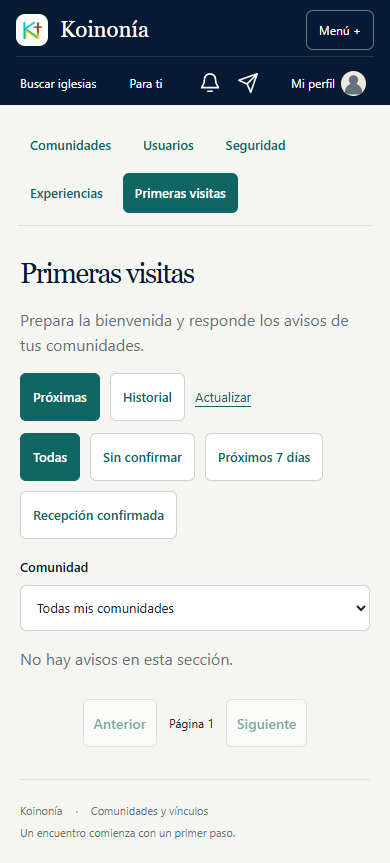 Koinonía
Menú +
Buscar iglesias
Para ti
Mi perfil
Comunidades
Usuarios
Seguridad
Experiencias
Primeras visitas
Primeras visitas
Prepara la bienvenida y responde los avisos de
tus comunidades.
Próximas
Historial
Actualizar
Todas
Sin confirmar
Próximos 7 días
Recepción confirmada
Comunidad
Todas mis comunidades
No hay avisos en esta sección.
Anterior
Página 1
Siguiente
Koinonía · Comunidades y vínculos
Un encuentro comienza con un primer paso.